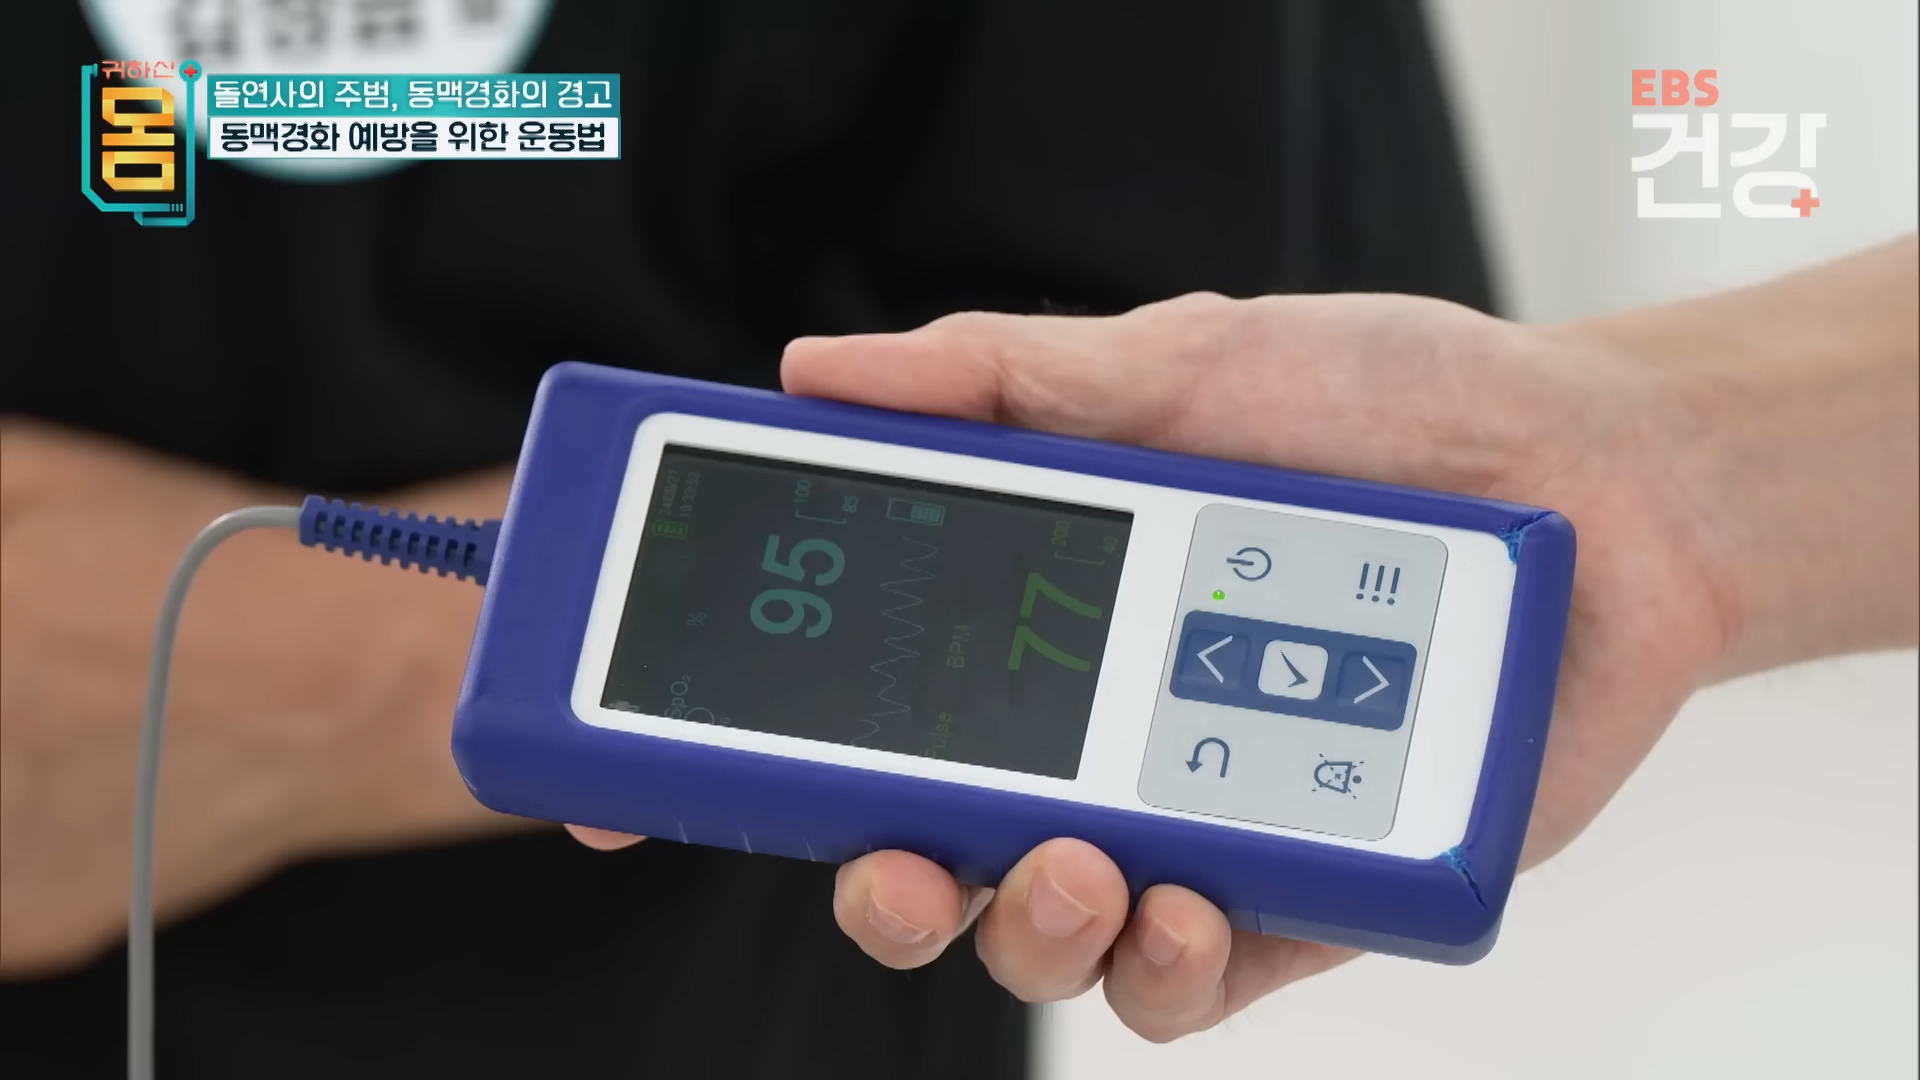 귀하신 몸
돌연사의 주범, 동맥경화의 경고
동맥경화 예방을 위한 운동법
EBS
건강
SpO₂
%
95
100
85
Pulse
BPM
77
200
40